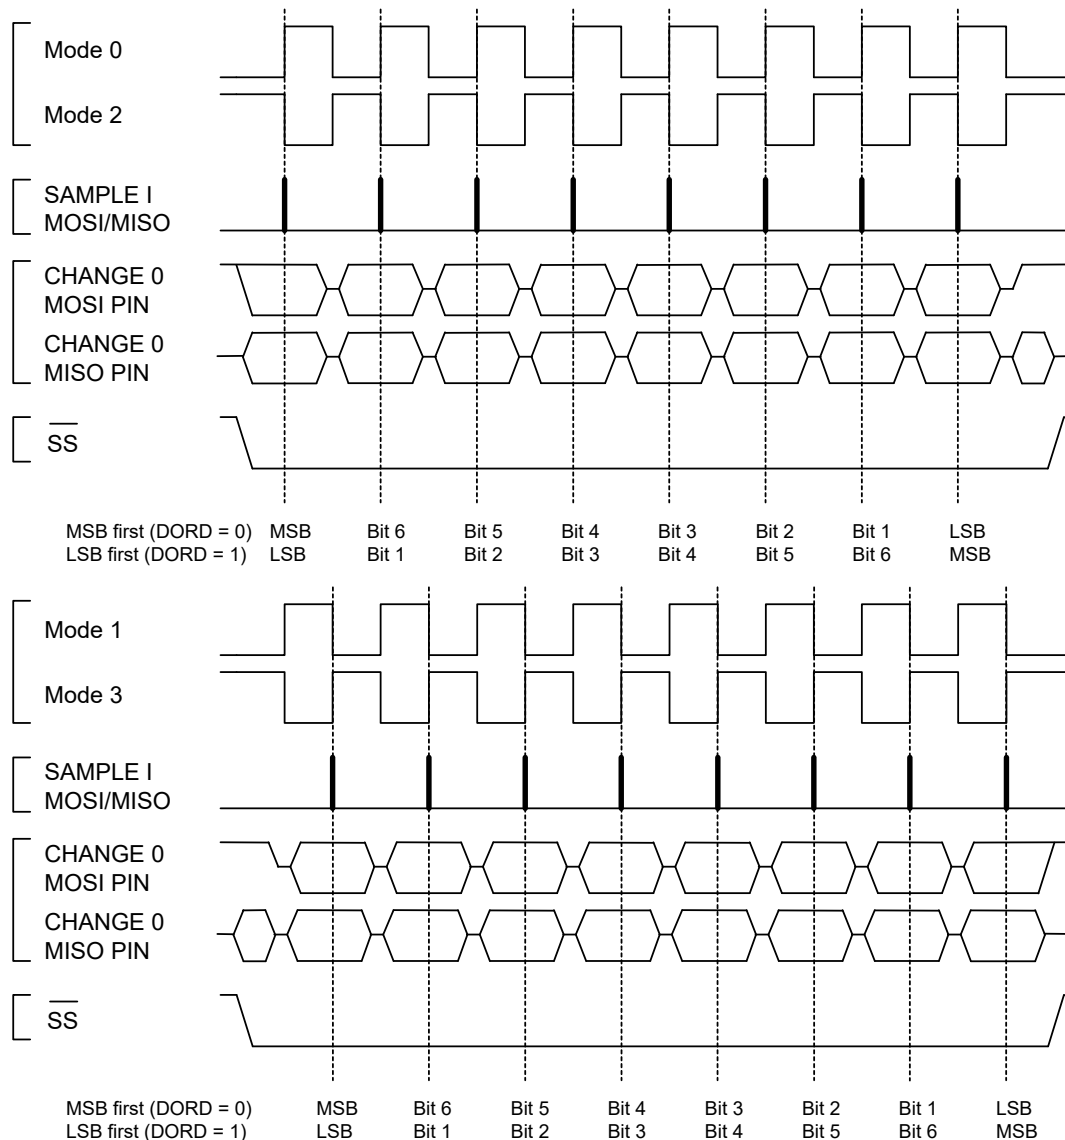 Mode 0
Mode 2
SAMPLE I
MOSI/MISO
CHANGE 0
MOSI PIN
CHANGE 0
MISO PIN
SS
MSB first (DORD = 0) MSB Bit 6 Bit 5 Bit 4 Bit 3 Bit 2 Bit 1 LSB
LSB first (DORD = 1) LSB Bit 1 Bit 2 Bit 3 Bit 4 Bit 5 Bit 6 MSB
Mode 1
Mode 3
SAMPLE I
MOSI/MISO
CHANGE 0
MOSI PIN
CHANGE 0
MISO PIN
SS
MSB first (DORD = 0) MSB Bit 6 Bit 5 Bit 4 Bit 3 Bit 2 Bit 1 LSB
LSB first (DORD = 1) LSB Bit 1 Bit 2 Bit 3 Bit 4 Bit 5 Bit 6 MSB